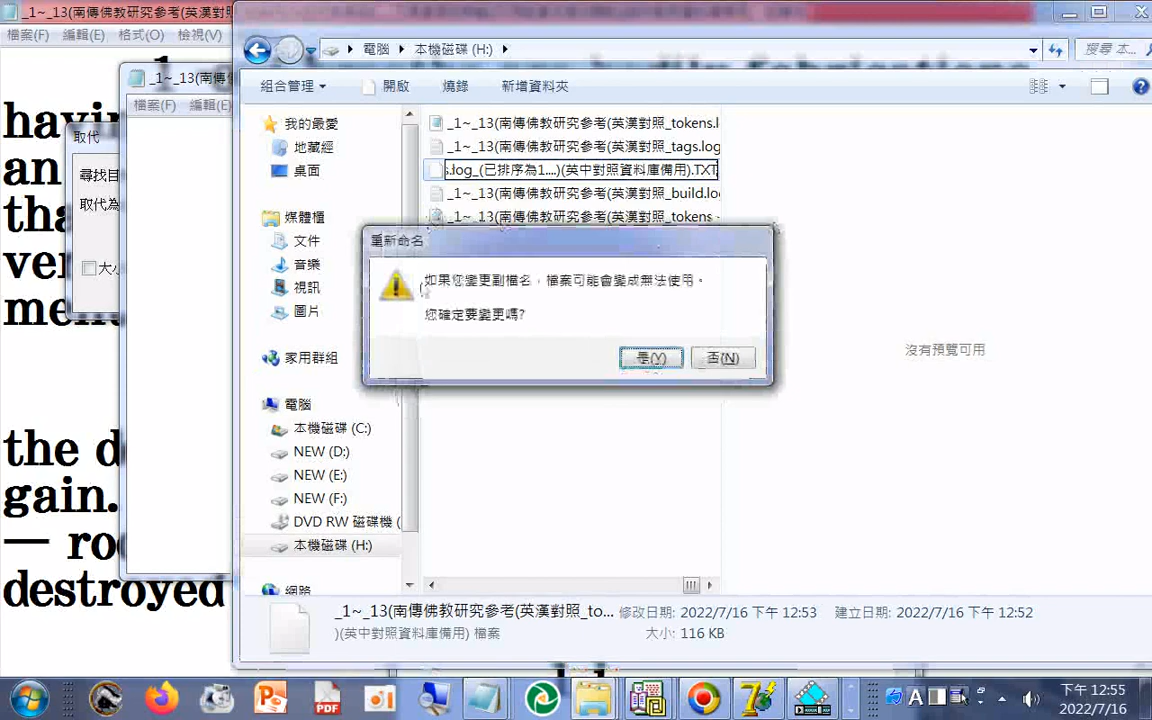 _1~_13(南傳佛教研究參考(英
檔案(F) 編輯(E) 格式(O) 檢視(V)
電腦 本機磁碟 (H:)
搜尋 本...
_1~_13(南傳
檔案(F) 編輯(E)
組合管理 開啟 燒錄 新增資料夾
having
an
取代
尋找目
取代為
大小
我的最愛
地藏經
桌面
媒體櫃
文件
音樂
視訊
圖片
家用群組
電腦
本機磁碟 (C:)
NEW (D:)
NEW (E:)
NEW (F:)
DVD RW 磁碟機 (
本機磁碟 (H:)
網路
_1~_13(南傳佛教研究參考(英漢對照_tokens.l
_1~_13(南傳佛教研究參考(英漢對照_tags.log
s.log_(已排序為1....)(英中對照資料庫備用).TXT
_1~_13(南傳佛教研究參考(英漢對照_build.lo
_1~_13(南傳佛教研究參考(英漢對照_tokens
重新命名
如果您變更副檔名，檔案可能會變成無法使用。
您確定要變更嗎?
是(Y) 否(N)
沒有預覽可用
the d
gain.
— ro
destroyed
_1~_13(南傳佛教研究參考(英漢對照_to... 修改日期: 2022/7/16 下午 12:53 建立日期: 2022/7/16 下午 12:52
)(英中對照資料庫備用) 檔案 大小: 116 KB
PDF
A
下午 12:55
2022/7/16